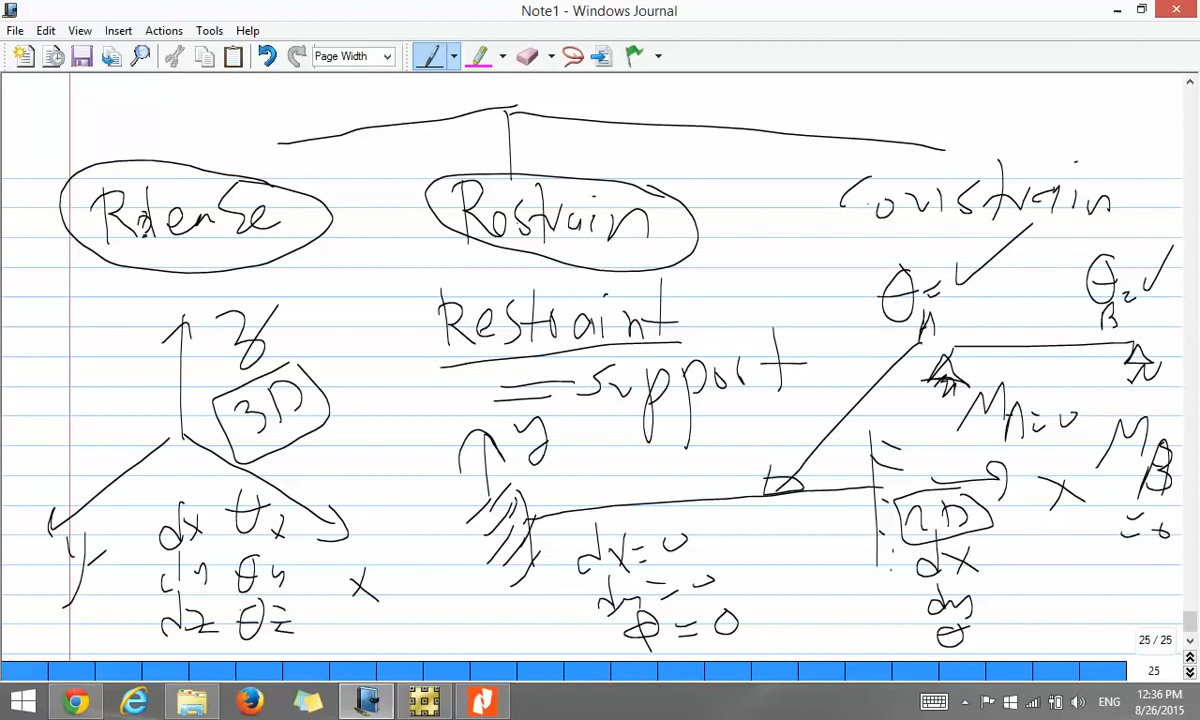 Note1 - Windows Journal
File Edit View Insert Actions Tools Help
Page Width
Release Restrain Constrain
Restraint
= support
z
3D
y
x
dx θx
dy θy
dz θz
y
dx = 0
dy = 0
θ = 0
θA = ✓
θB = ✓
MA = 0
MB = 0
x
2D
dx
dy
θ
25 / 25
25
ENG
12:36 PM
8/26/2015